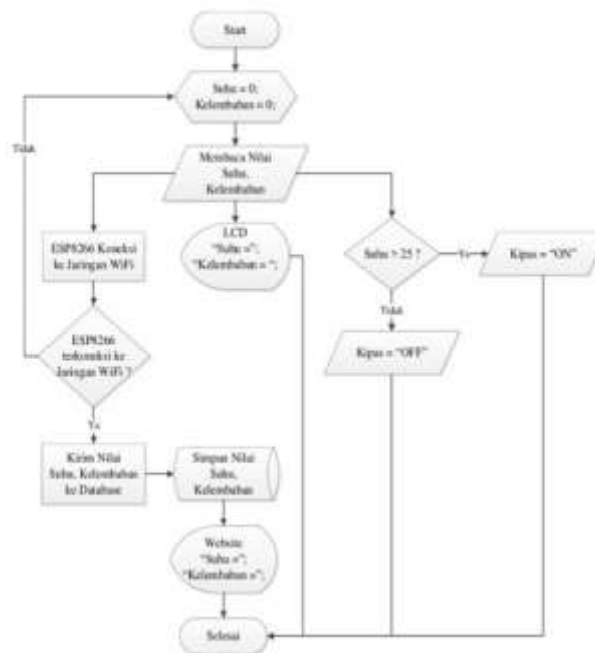 Start
Suhu = 0;
Kelembaban = 0;
Tidak
Membaca Nilai
Suhu,
Kelembaban
ESP8266 Koneksi
ke Jaringan WiFi
LCD
"Suhu =";
"Kelembaban = ";
Suhu > 25 ?
Ya
Kipas = "ON"
Tidak
Kipas = "OFF"
ESP8266
terkoneksi ke
Jaringan WiFi ?
Ya
Kirim Nilai
Suhu, Kelembaban
ke Database
Simpan Nilai
Suhu,
Kelembaban
Website
"Suhu =";
"Kelembaban =";
Selesai